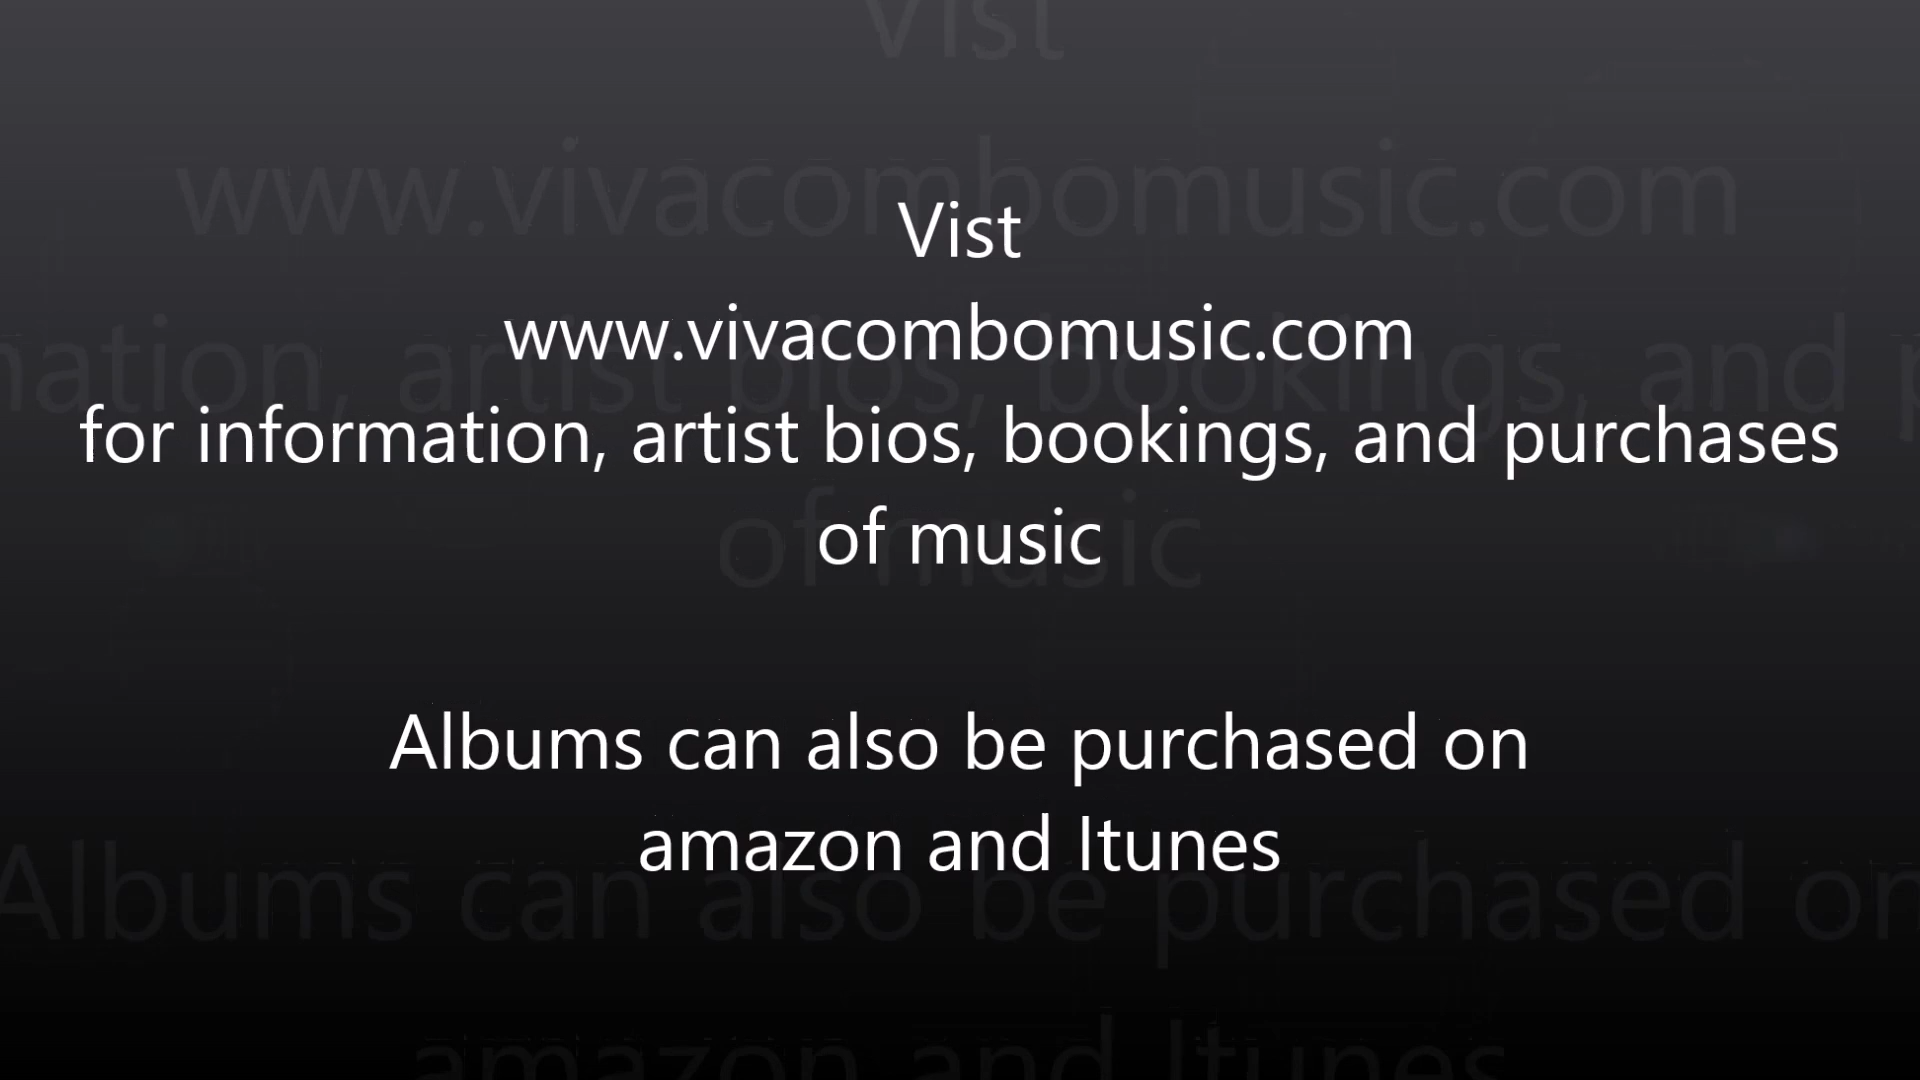 Vist
www.vivacombomusic.com
for information, artist bios, bookings, and purchases
of music
Albums can also be purchased on
amazon and Itunes